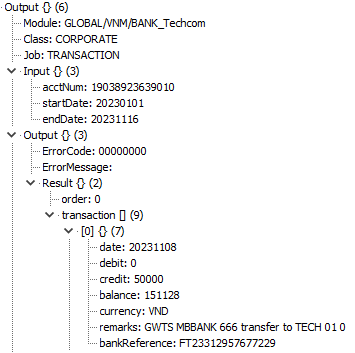 Output {} (6)
Module: GLOBAL/VNM/BANK_Techcom
Class: CORPORATE
Job: TRANSACTION
Input {} (3)
acctNum: 19038923639010
startDate: 20230101
endDate: 20231116
Output {} (3)
ErrorCode: 00000000
ErrorMessage:
Result {} (2)
order: 0
transaction [] (9)
[0] {} (7)
date: 20231108
debit: 0
credit: 50000
balance: 151128
currency: VND
remarks: GWTS MBBANK 666 transfer to TECH 01 0
bankReference: FT23312957677229